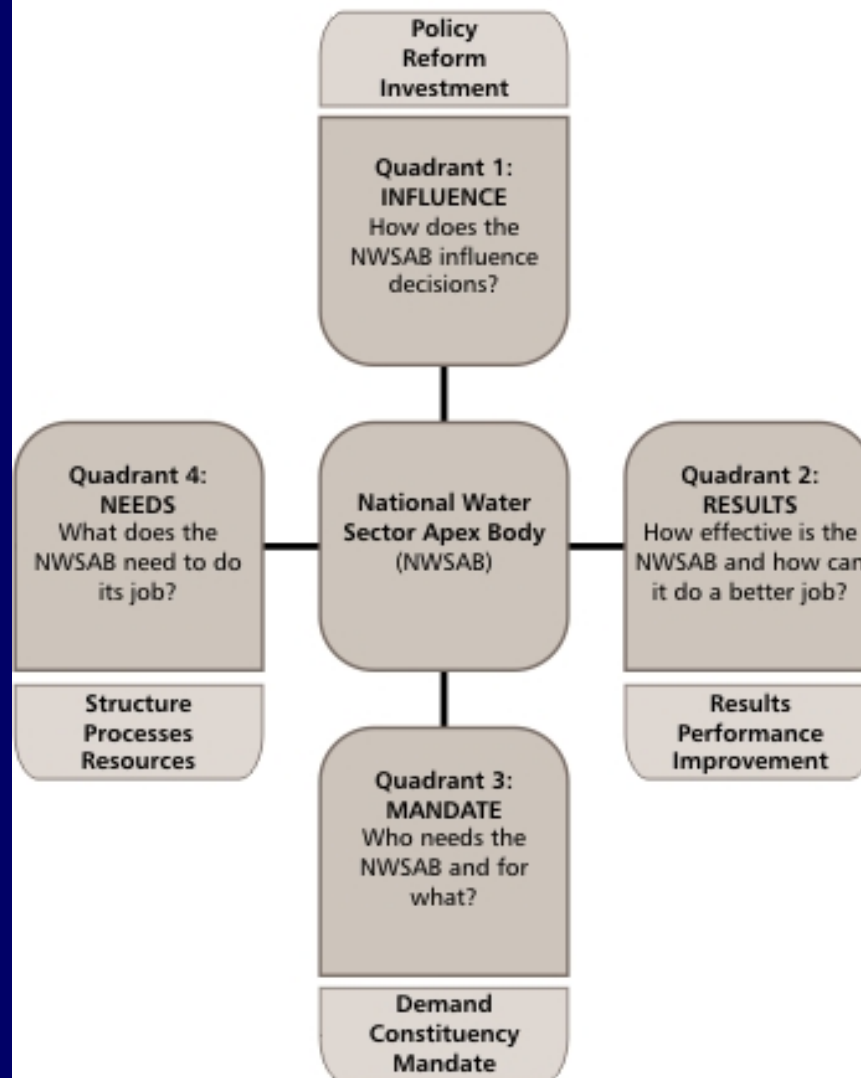 Policy
Reform
Investment
Quadrant 1:
INFLUENCE
How does the
NWSAB influence
decisions?
Quadrant 4:
NEEDS
What does the
NWSAB need to do
its job?
Structure
Processes
Resources
National Water
Sector Apex Body
(NWSAB)
Quadrant 2:
RESULTS
How effective is the
NWSAB and how can
it do a better job?
Results
Performance
Improvement
Quadrant 3:
MANDATE
Who needs the
NWSAB and for
what?
Demand
Constituency
Mandate